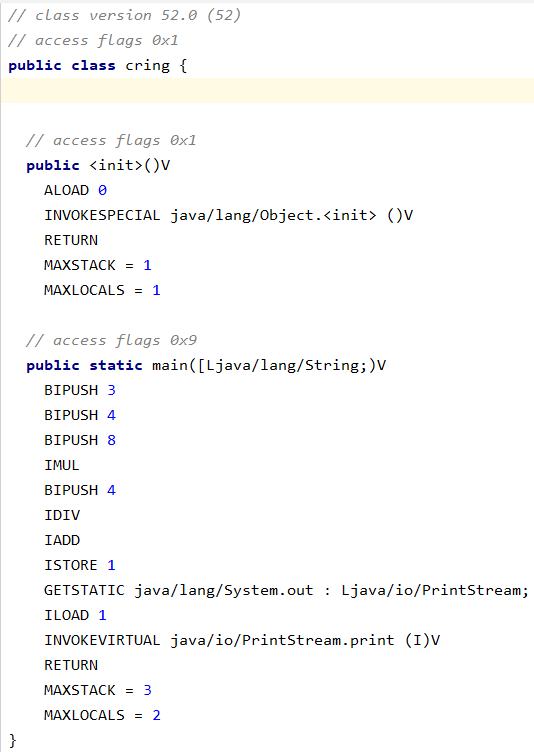 // class version 52.0 (52)
// access flags 0x1
public class cring {
// access flags 0x1
public <init>()V
ALOAD 0
INVOKESPECIAL java/lang/Object.<init> ()V
RETURN
MAXSTACK = 1
MAXLOCALS = 1
// access flags 0x9
public static main([Ljava/lang/String;)V
BIPUSH 3
BIPUSH 4
BIPUSH 8
IMUL
BIPUSH 4
IDIV
IADD
ISTORE 1
GETSTATIC java/lang/System.out : Ljava/io/PrintStream;
ILOAD 1
INVOKEVIRTUAL java/io/PrintStream.print (I)V
RETURN
MAXSTACK = 3
MAXLOCALS = 2
}